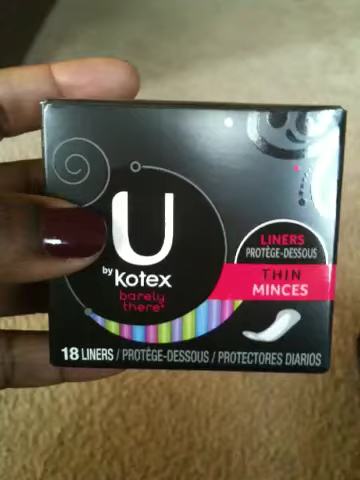 U
by Kotex
barely
there*
LINERS
PROTÈGE-DESSOUS
THIN
MINCES
18 LINERS / PROTÈGE-DESSOUS / PROTECTORES DIARIOS